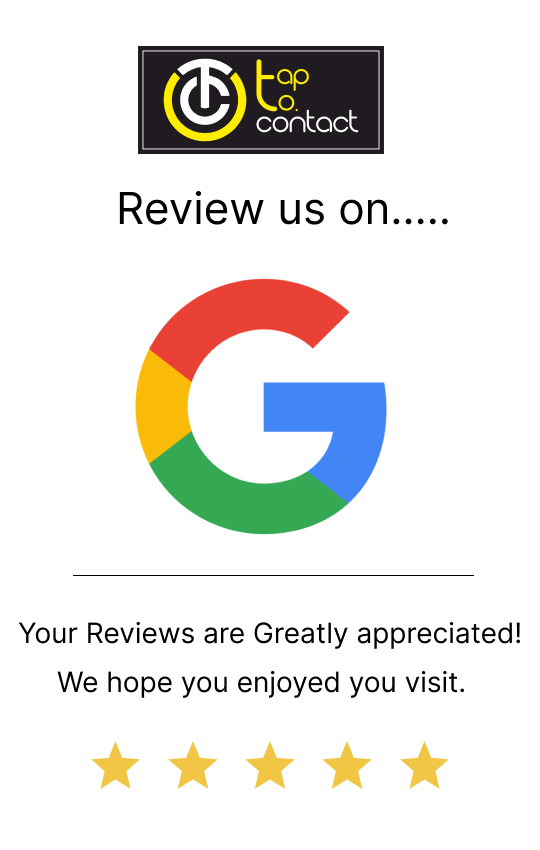 tap
to.
contact
Review us on.....
Your Reviews are Greatly appreciated!
We hope you enjoyed you visit.